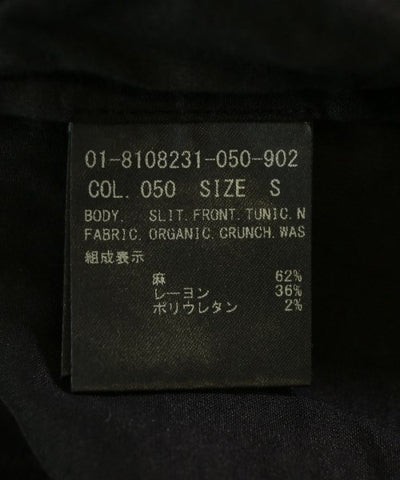 01-8108231-050-902
COL. 050 SIZE S
BODY. SLIT.FRONT.TUNIC.N
FABRIC. ORGANIC.CRUNCH.WAS
組成表示
麻 62%
レーヨン 36%
ポリウレタン 2%